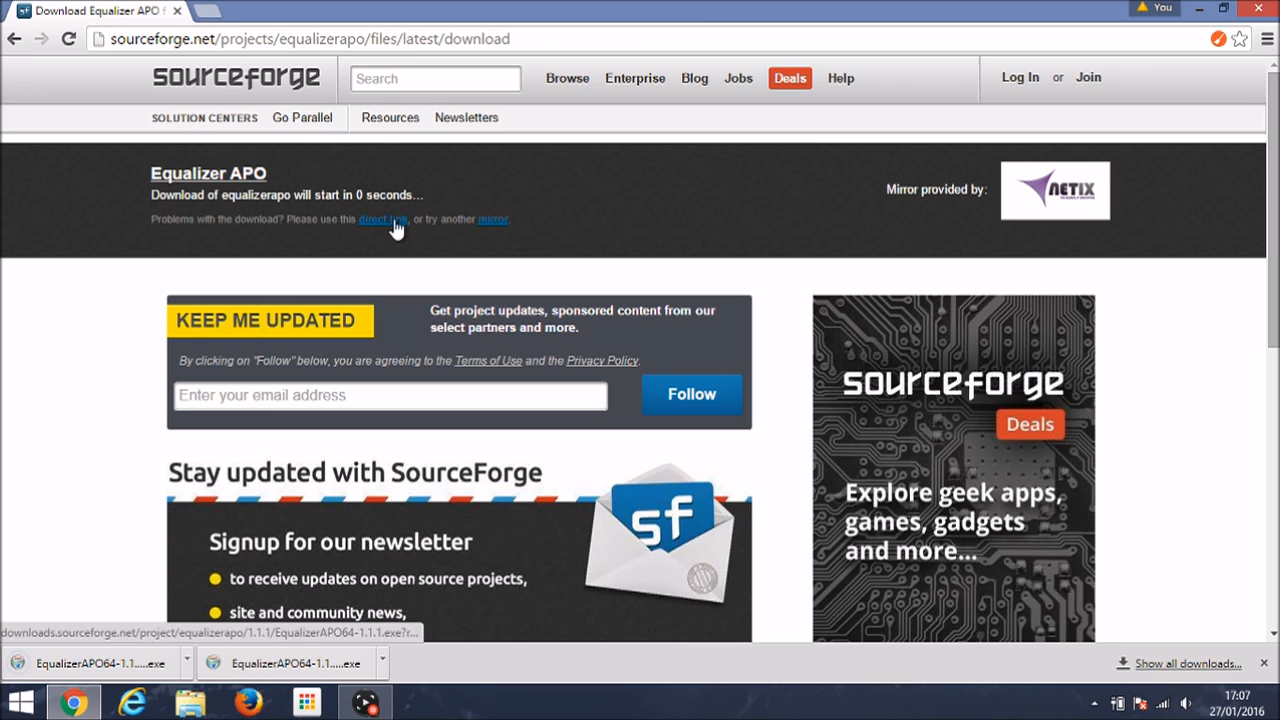 Download Equalizer APO f
You
sourceforge.net/projects/equalizerapo/files/latest/download
sourceforge
Search
Browse
Enterprise
Blog
Jobs
Deals
Help
Log In or Join
SOLUTION CENTERS
Go Parallel
Resources
Newsletters
Equalizer APO
Download of equalizerapo will start in 0 seconds...
Problems with the download? Please use this direct link, or try another mirror.
Mirror provided by:
NETIX
KEEP ME UPDATED
Get project updates, sponsored content from our
select partners and more.
By clicking on "Follow" below, you are agreeing to the Terms of Use and the Privacy Policy.
Enter your email address
Follow
Stay updated with SourceForge
Signup for our newsletter
to receive updates on open source projects,
site and community news,
sf
sourceforge
Deals
Explore geek apps,
games, gadgets
and more...
downloads.sourceforge.net/project/equalizerapo/1.1.1/EqualizerAPO64-1.1.1.exe?r...
EqualizerAPO64-1.1.....exe
EqualizerAPO64-1.1.....exe
Show all downloads...
17:07
27/01/2016